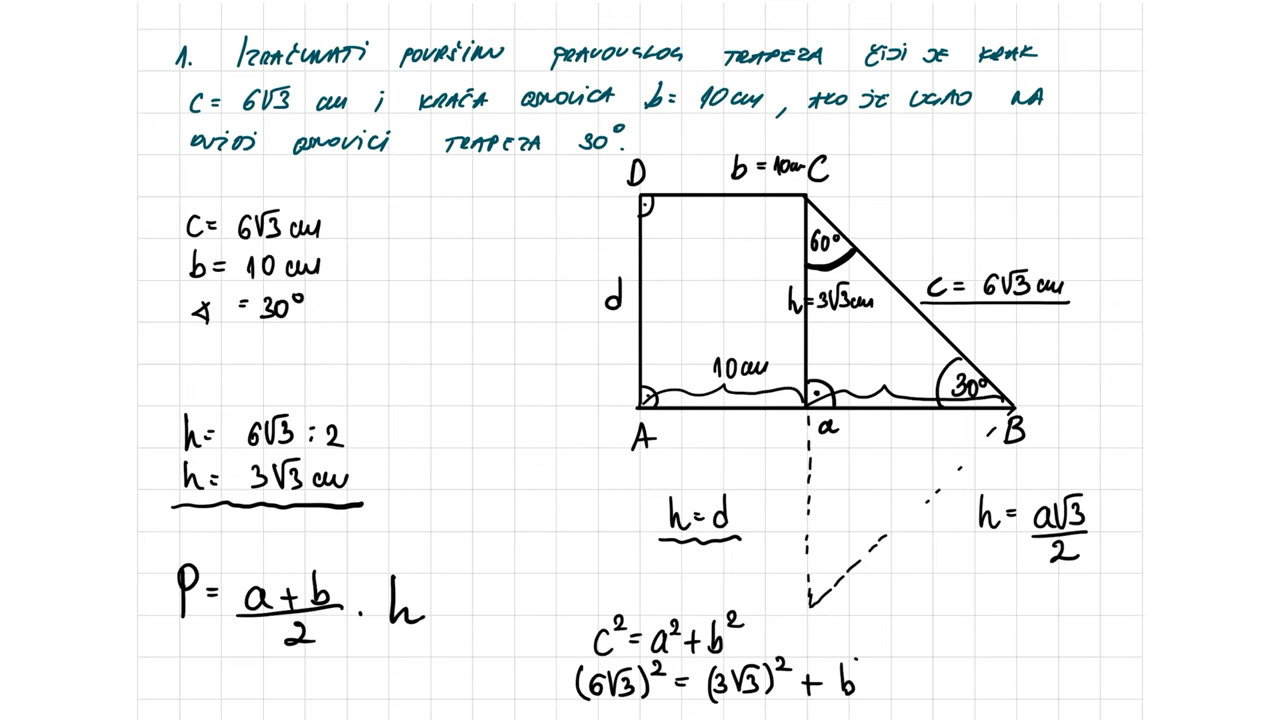 1. IZRAČUNATI POVRŠINU PRAVOUGLOG TRAPEZA ČIJI JE KRAK
C = 6√3 cm i KRAĆA OSNOVICA b = 10 cm, AKO JE UGAO NA
DUŽOJ OSNOVICI TRAPEZA 30°.
D b = 10cm C
C = 6√3 cm
b = 10 cm
∢ = 30°
60°
d
h=3√3cm
c = 6√3 cm
10 cm
30°
A a B
h = 6√3 : 2
h = 3√3 cm
h = d
h = a√3/2
P = (a+b)/2 · h
c² = a² + b²
(6√3)² = (3√3)² + b